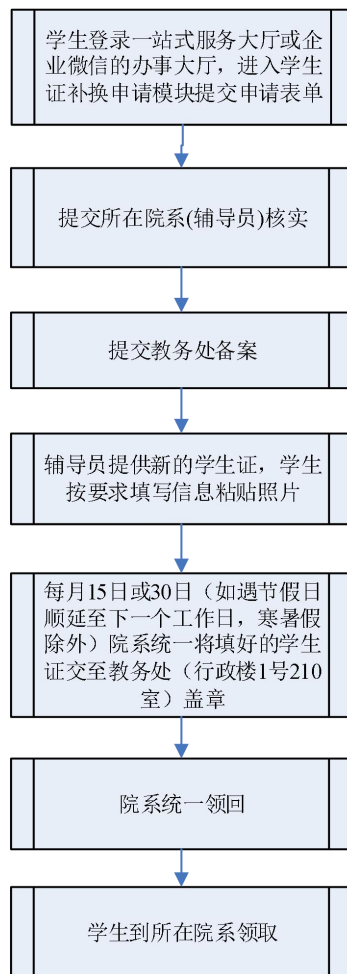 学生登录一站式服务大厅或企
业微信的办事大厅，进入学生
证补换申请模块提交申请表单
提交所在院系(辅导员)核实
提交教务处备案
辅导员提供新的学生证，学生
按要求填写信息粘贴照片
每月15日或30日（如遇节假日
顺延至下一个工作日，寒暑假
除外）院系统一将填好的学生
证交至教务处（行政楼1号210
室）盖章
院系统一领回
学生到所在院系领取